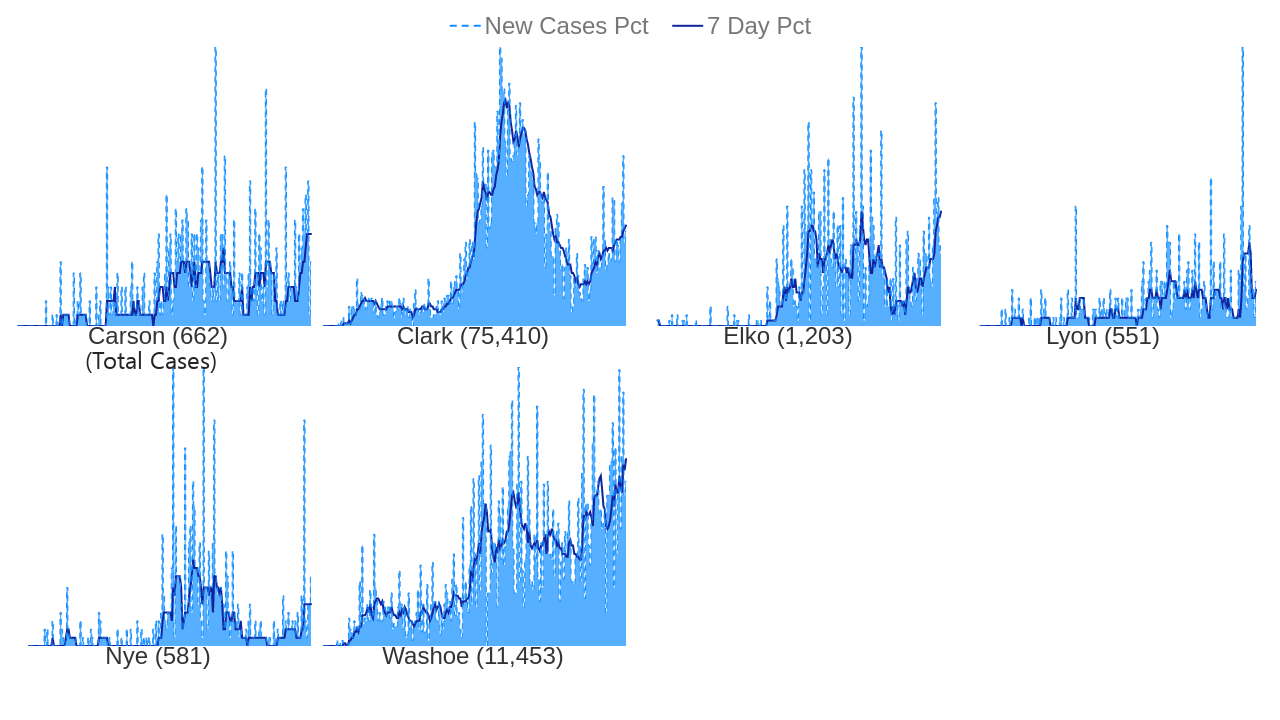 New Cases Pct 7 Day Pct
Carson (662) Clark (75,410) Elko (1,203) Lyon (551)
(Total Cases)
Nye (581) Washoe (11,453)